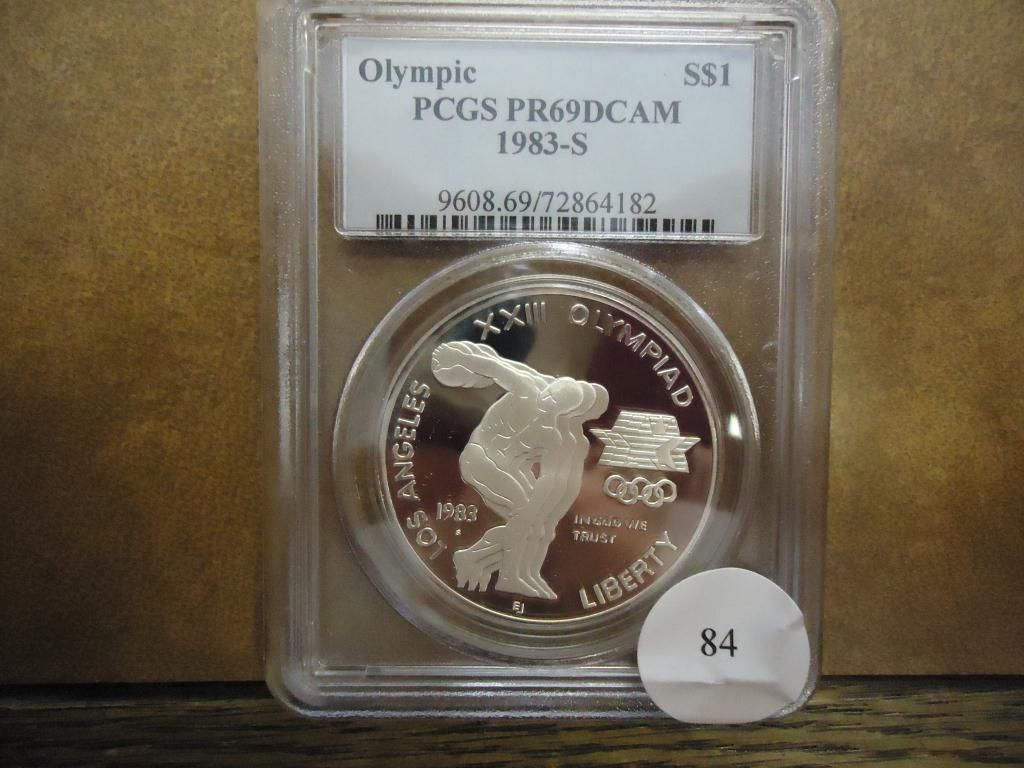 Olympic S$1
PCGS PR69DCAM
1983-S
9608.69/72864182
LOS ANGELES XXIII OLYMPIAD
1983
S
IN GOD WE
TRUST
LIBERTY
EJ
84